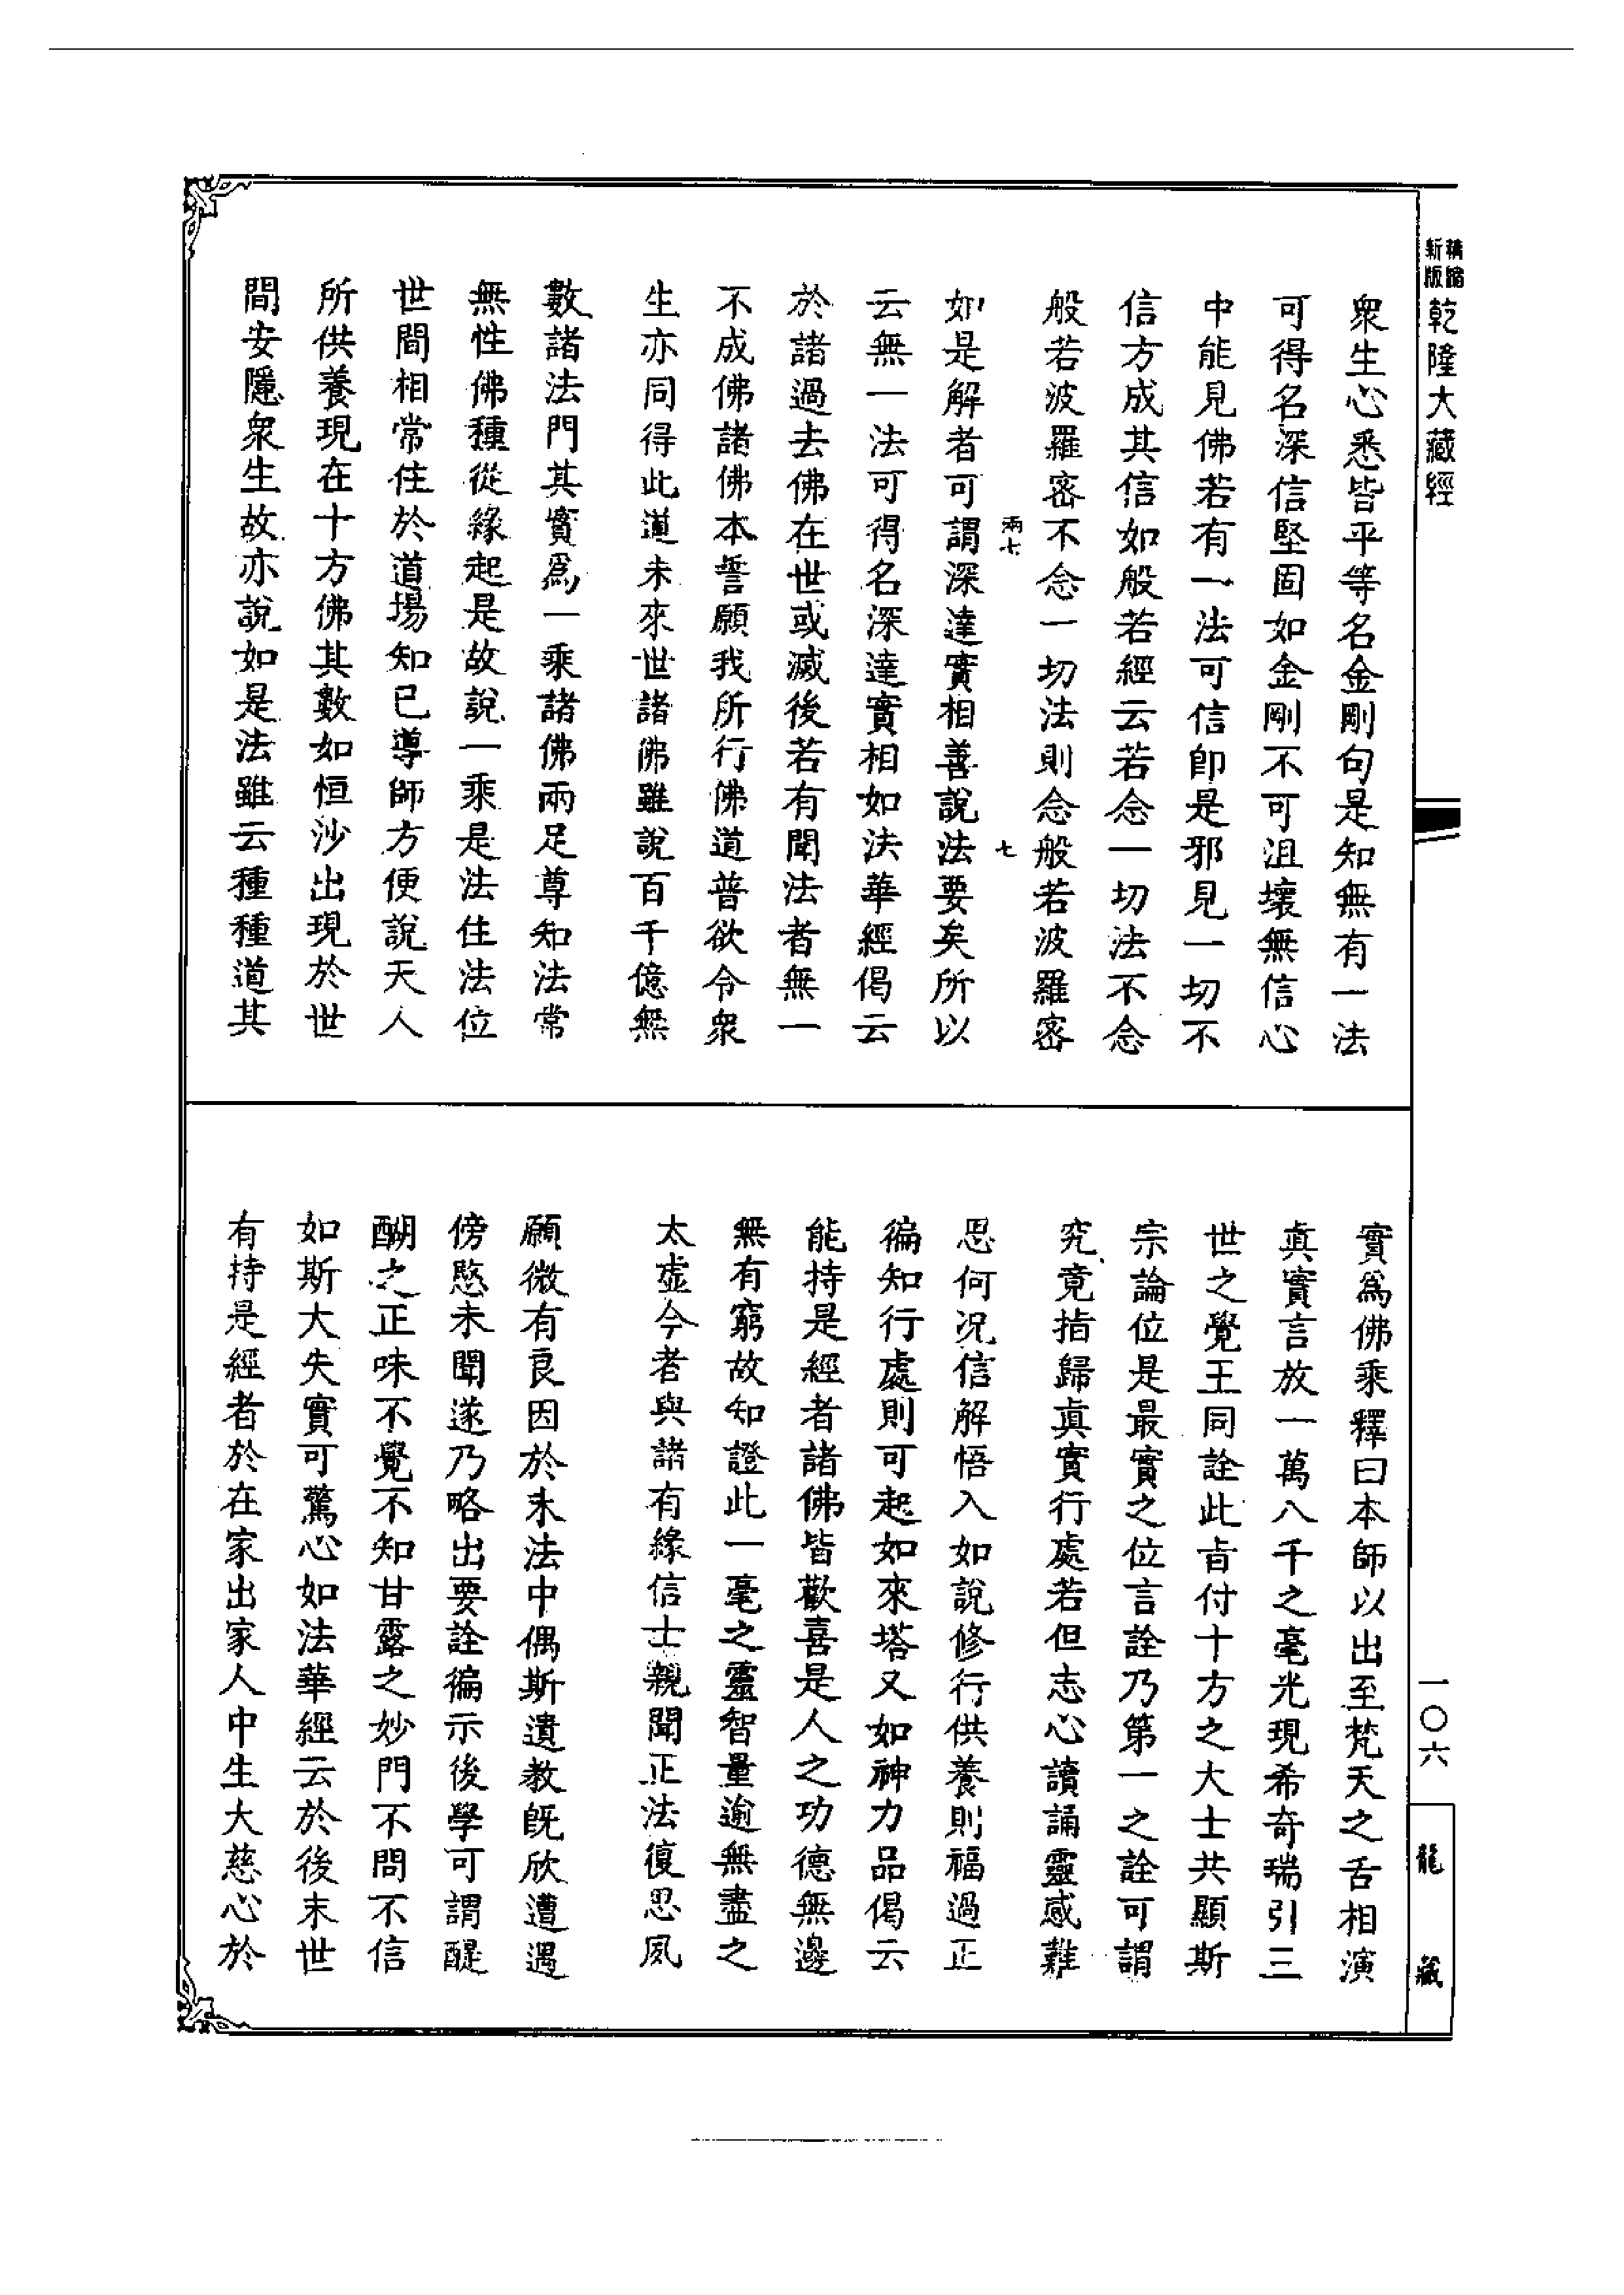 精縮
新版
乾隆大藏經
衆生心悉皆平等名金剛句是知無有一法
可得名深信堅固如金剛不可沮壞無信心
中能見佛若有一法可信即是邪見一切不
信方成其信如般若經云若念一切法不念
般若波羅密不念一切法則念般若波羅密
兩七
七
如是解者可謂深達實相善說法要矣所以
云無一法可得名深達實相如法華經偈云
於諸過去佛在世或滅後若有聞法者無一
不成佛諸佛本誓願我所行佛道普欲令衆
生亦同得此道未來世諸佛雖說百千億無
數諸法門其實爲一乘諸佛兩足尊知法常
無性佛種從緣起是故說一乘是法住法位
世間相常住於道場知已導師方便說天人
所供養現在十方佛其數如恒沙出現於世
間安隱衆生故亦說如是法雖云種種道其
實爲佛乘釋曰本師以出至梵天之舌相演
眞實言放一萬八千之毫光現希奇瑞引三
世之覺王同詮此旨付十方之大士共顯斯
宗論位是最實之位言詮乃第一之詮可謂
究竟指歸眞實行處若但志心讀誦靈感難
思何況信解悟入如說修行供養則福過正
徧知行處則可起如來塔又如神力品偈云
能持是經者諸佛皆歡喜是人之功德無邊
無有窮故知證此一毫之靈智量逾無盡之
太虛今者與諸有緣信士親聞正法復思夙
願微有良因於末法中偶斯遺教旣欣遭遇
傍愍未聞遂乃略出要詮徧示後學可謂醍
醐之正味不覺不知甘露之妙門不問不信
如斯大失實可驚心如法華經云於後末世
有持是經者於在家出家人中生大慈心於
一〇六
龍藏